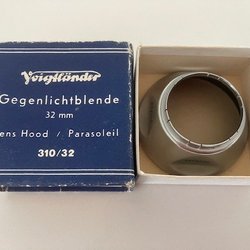 Voigtländer
Gegenlichtblende
32 mm
ens Hood / Parasoleil
310/32